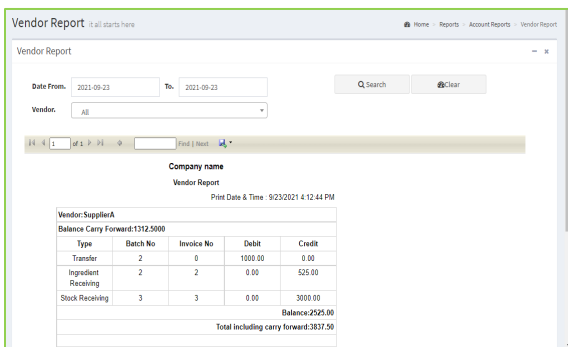 Vendor Report it all starts here
Home > Reports > Account Reports > Vendor Report
Vendor Report
Date From. 2021-09-23 To. 2021-09-23 Search Clear
Vendor. All
1 of 1 Find | Next
Company name
Vendor Report
Print Date & Time : 9/23/2021 4:12:44 PM
Vendor:SupplierA
Balance Carry Forward:1312.5000
Type Batch No Invoice No Debit Credit
Transfer 2 0 1000.00 0.00
Ingredient Receiving 2 2 0.00 525.00
Stock Receiving 3 3 0.00 3000.00
Balance:2525.00
Total including carry forward:3837.50